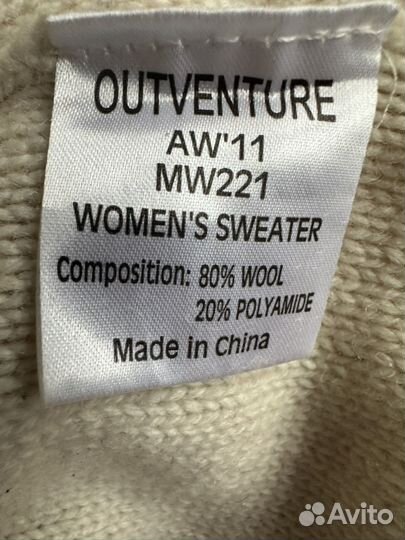 OUTVENTURE
AW'11
MW221
WOMEN'S SWEATER
Composition: 80% WOOL
20% POLYAMIDE
Made in China
Avito